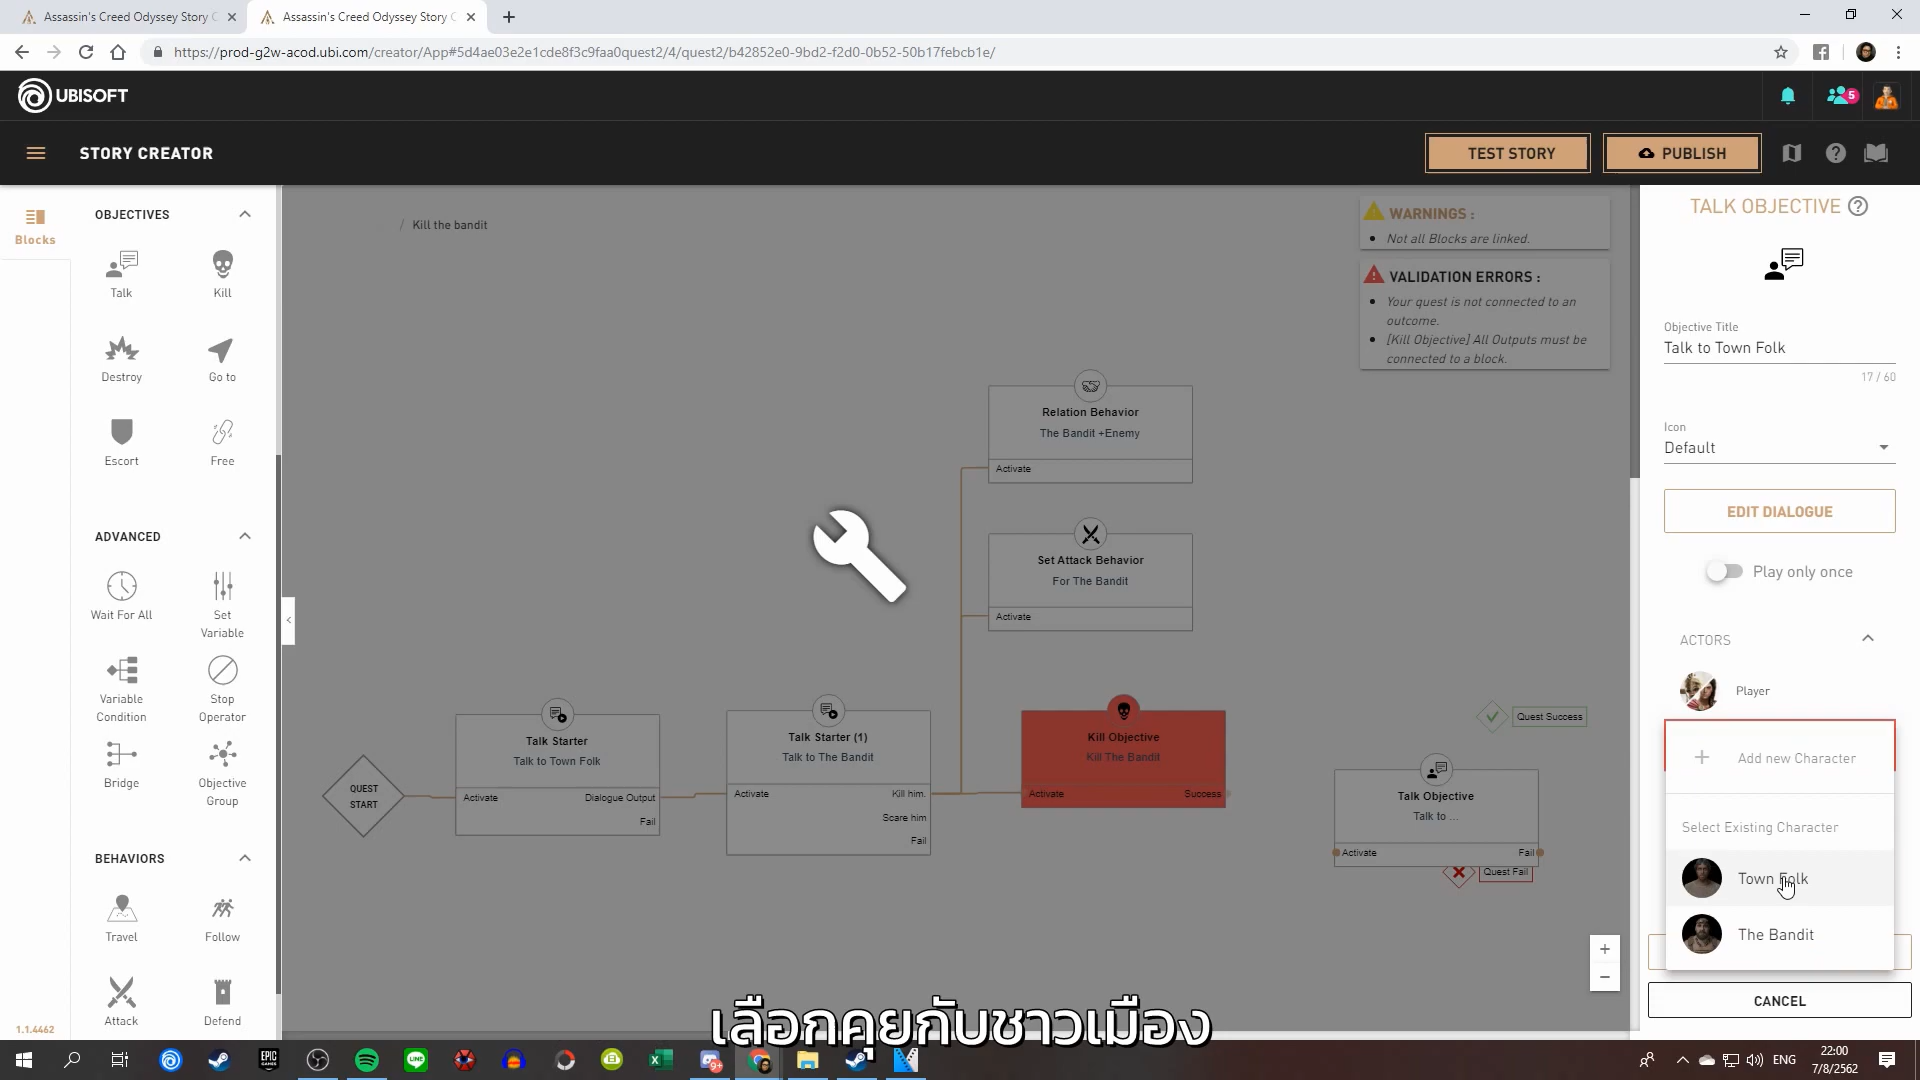 Assassin's Creed Odyssey Story C
Assassin's Creed Odyssey Story C
https://prod-g2w-acod.ubi.com/creator/App#5d4ae03e2e1cde8f3c9faa0quest2/4/quest2/b42852e0-9bd2-f2d0-0b52-50b17febcb1e/
UBISOFT
5
STORY CREATOR
TEST STORY
PUBLISH
Blocks
OBJECTIVES
Talk
Kill
Destroy
Go to
Escort
Free
ADVANCED
Wait For All
Set Variable
Variable Condition
Stop Operator
Bridge
Objective Group
BEHAVIORS
Travel
Follow
Attack
Defend
1.1.4462
/ Kill the bandit
WARNINGS :
Not all Blocks are linked.
VALIDATION ERRORS :
Your quest is not connected to an
outcome.
[Kill Objective] All Outputs must be
connected to a block.
Relation Behavior
The Bandit +Enemy
Activate
Set Attack Behavior
For The Bandit
Activate
QUEST
START
Talk Starter
Talk to Town Folk
Activate
Dialogue Output
Fail
Talk Starter (1)
Talk to The Bandit
Activate
Kill him.
Scare him
Fail
Kill Objective
Kill The Bandit
Activate
Success
Quest Success
Talk Objective
Talk to ...
Activate
Fail
Quest Fail
TALK OBJECTIVE
Objective Title
Talk to Town Folk
17 / 60
Icon
Default
EDIT DIALOGUE
Play only once
ACTORS
Player
Add new Character
Select Existing Character
Town Folk
The Bandit
CANCEL
เลือกคุยกับชาวเมือง
EPIC
LINE
9+
ENG
22:00
7/8/2562